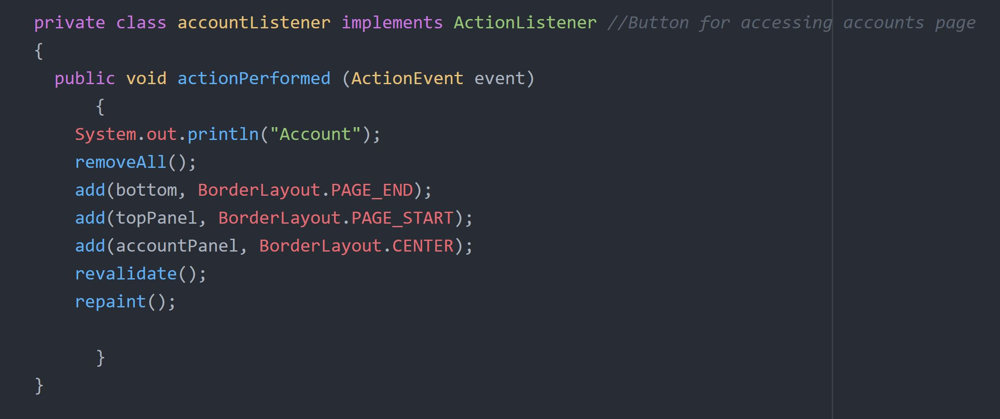 private class accountListener implements ActionListener //Button for accessing accounts page
{
public void actionPerformed (ActionEvent event)
{
System.out.println("Account");
removeAll();
add(bottom, BorderLayout.PAGE_END);
add(topPanel, BorderLayout.PAGE_START);
add(accountPanel, BorderLayout.CENTER);
revalidate();
repaint();
}
}